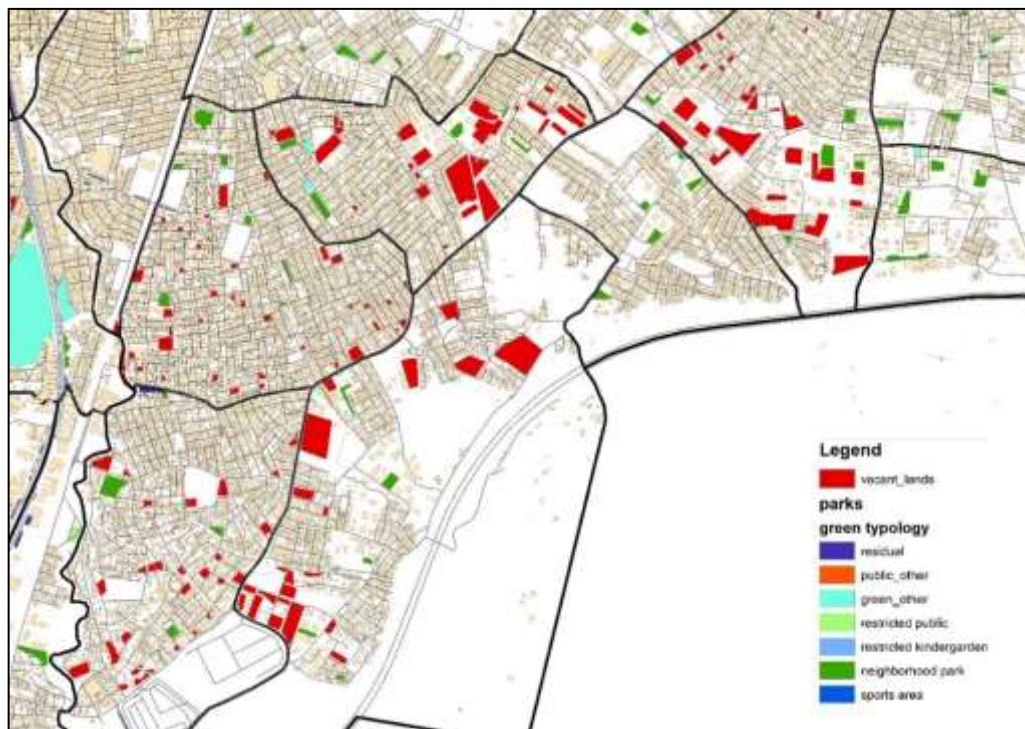 Legend
vacant_lands
parks
green typology
residual
public_other
green_other
restricted public
restricted kindergarden
neighborhood park
sports area